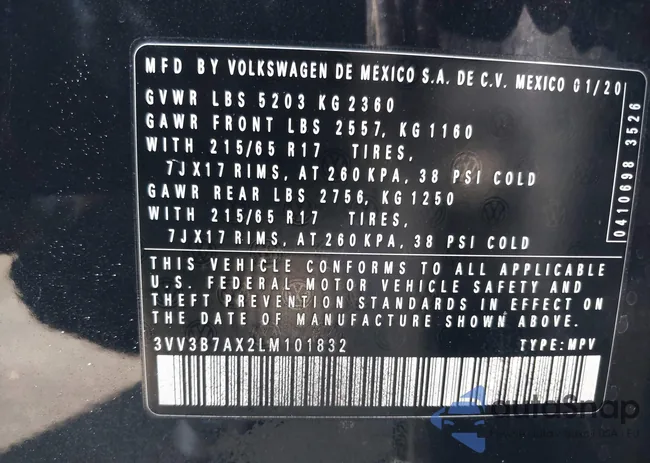 MFD BY VOLKSWAGEN DE MEXICO S.A. DE C.V. MEXICO 01/20
GVWR LBS 5203 KG 2360
GAWR FRONT LBS 2557, KG 1160
WITH 215/65 R17 TIRES,
7JX17 RIMS, AT 260 KPA, 38 PSI COLD
GAWR REAR LBS 2756, KG 1250
WITH 215/65 R17 TIRES,
7JX17 RIMS, AT 260 KPA, 38 PSI COLD
0410698 3526
THIS VEHICLE CONFORMS TO ALL APPLICABLE
U.S. FEDERAL MOTOR VEHICLE SAFETY AND
THEFT PREVENTION STANDARDS IN EFFECT ON
THE DATE OF MANUFACTURE SHOWN ABOVE.
3VV3B7AX2LM101832 TYPE: MPV
autoSnap